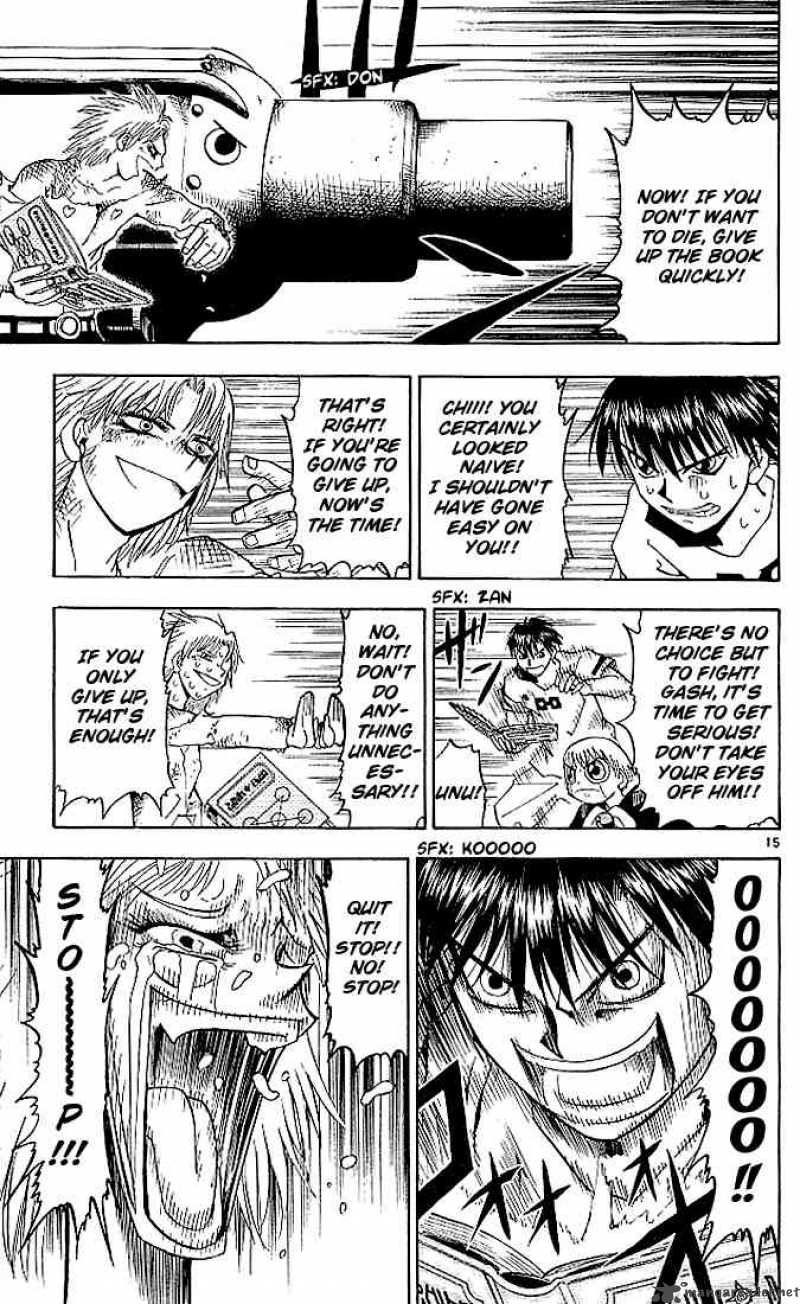 SFX: DON
NOW! IF YOU
DON'T WANT
TO DIE, GIVE
UP THE BOOK
QUICKLY!
CHIII! YOU
CERTAINLY
LOOKED
NAIVE!
I SHOULDN'T
HAVE GONE
EASY ON
YOU!!
THAT'S
RIGHT!
IF YOU'RE
GOING TO
GIVE UP,
NOW'S
THE TIME!
SFX: ZAN
THERE'S NO
CHOICE BUT
TO FIGHT!
GASH, IT'S
TIME TO GET
SERIOUS!
DON'T TAKE
YOUR EYES
OFF HIM!!
UNU!
NO,
WAIT!
DON'T
DO
ANY-
THING
UNNEC-
ES-
SARY!!
IF YOU
ONLY
GIVE UP,
THAT'S
ENOUGH!
15
SFX: KOOOOO
OOOOOOO!!
QUIT
IT!
STOP!!
NO!
STOP!
STO~~~P!!!